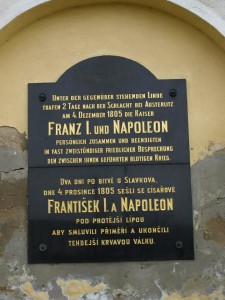 Unter der gegenüber stehenden Linde
trafen 2 Tage nach der Schlacht bei Austerlitz
am 4. Dezember 1805 die Kaiser
Franz I. und Napoleon
persönlich zusammen und beendigten
in fast zweistündiger friedlicher Besprechung
den zwischen ihnen geführten blutigen Krieg.
Dva dni po bitvě u Slavkova,
dne 4 prosince 1805 sešli se císařové
František I. a Napoleon
pod protější lípou
aby smluvili příměří a ukončili
tehdejší krvavou válku.